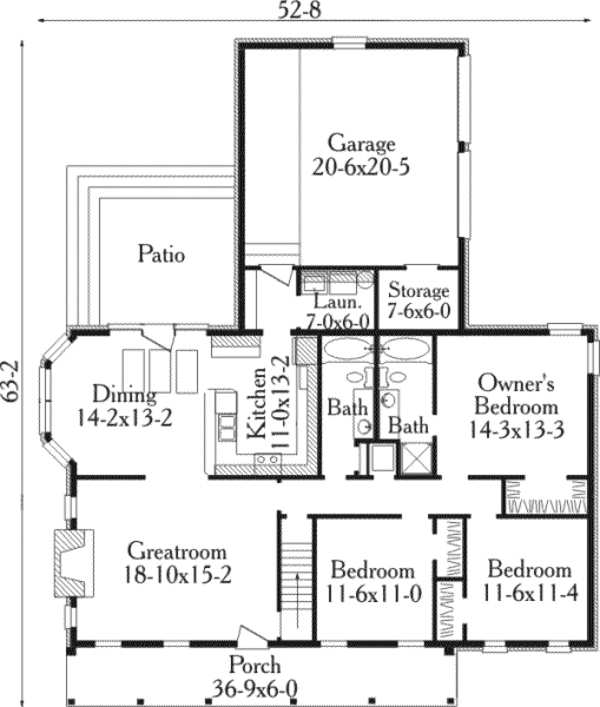 52-8
Garage
20-6x20-5
Patio
Laun.
7-0x6-0
Storage
7-6x6-0
63-2
Dining
14-2x13-2
Kitchen
11-0x13-2
Bath
Bath
Owner's
Bedroom
14-3x13-3
Greatroom
18-10x15-2
Bedroom
11-6x11-0
Bedroom
11-6x11-4
Porch
36-9x6-0